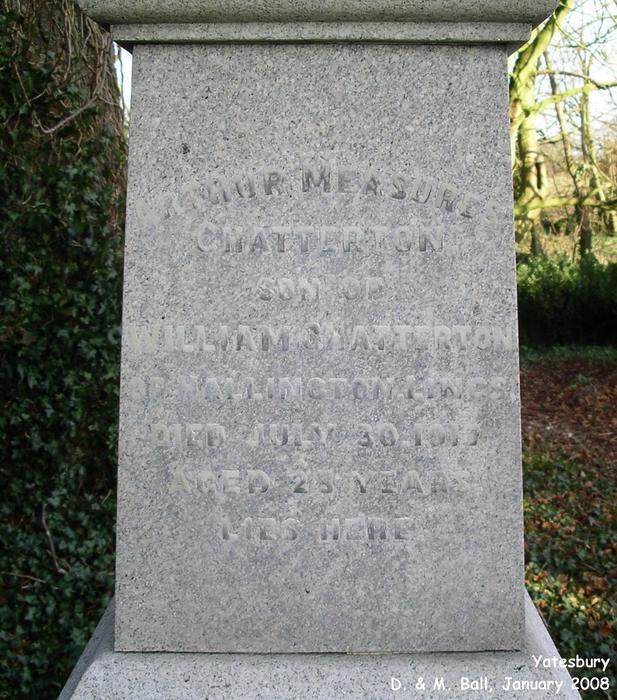 ARTHUR MEASURES
CHATTERTON
SON OF
WILLIAM CHATTERTON
OF HALLINGTON LINCS
DIED JULY 30 1917
AGED 25 YEARS
LIES HERE
Yatesbury
D. & M. Ball, January 2008